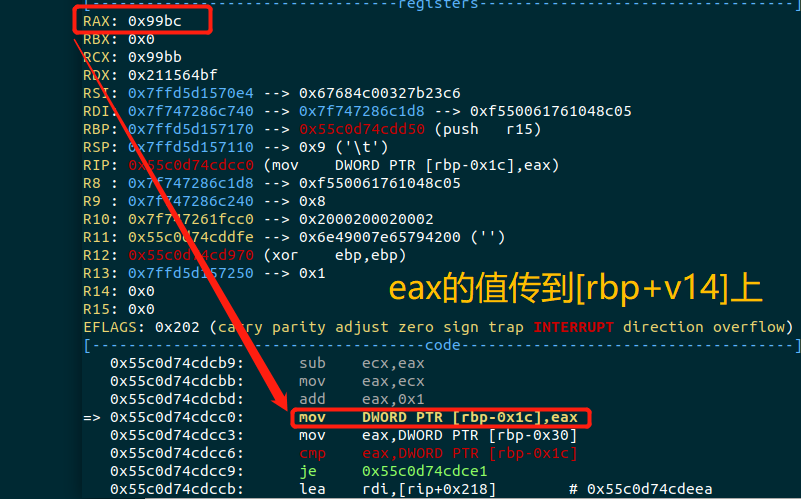 [----------------------------------registers-----------------------------------]
RAX: 0x99bc
RBX: 0x0
RCX: 0x99bb
RDX: 0x211564bf
RSI: 0x7ffd5d1570e4 --> 0x67684c00327b23c6
RDI: 0x7f747286c740 --> 0x7f747286c1d8 --> 0xf550061761048c05
RBP: 0x7ffd5d157170 --> 0x55c0d74cdd50 (push   r15)
RSP: 0x7ffd5d157110 --> 0x9 ('\t')
RIP: 0x55c0d74cdcc0 (mov    DWORD PTR [rbp-0x1c],eax)
R8 : 0x7f747286c1d8 --> 0xf550061761048c05
R9 : 0x7f747286c240 --> 0x8
R10: 0x7f747261fcc0 --> 0x2000200020002
R11: 0x55c0d74cddfe --> 0x6e49007e65794200 ('')
R12: 0x55c0d74cd970 (xor    ebp,ebp)
R13: 0x7ffd5d157250 --> 0x1
R14: 0x0
eax的值传到[rbp+v14]上
R15: 0x0
EFLAGS: 0x202 (carry parity adjust zero sign trap INTERRUPT direction overflow)
[-------------------------------------code-------------------------------------]
0x55c0d74cdcb9:      sub    ecx,eax
0x55c0d74cdcbb:      mov    eax,ecx
0x55c0d74cdcbd:      add    eax,0x1
=> 0x55c0d74cdcc0:      mov    DWORD PTR [rbp-0x1c],eax
0x55c0d74cdcc3:      mov    eax,DWORD PTR [rbp-0x30]
0x55c0d74cdcc6:      cmp    eax,DWORD PTR [rbp-0x1c]
0x55c0d74cdcc9:      je     0x55c0d74cdce1
0x55c0d74cdccb:      lea    rdi,[rip+0x218]        # 0x55c0d74cdeea